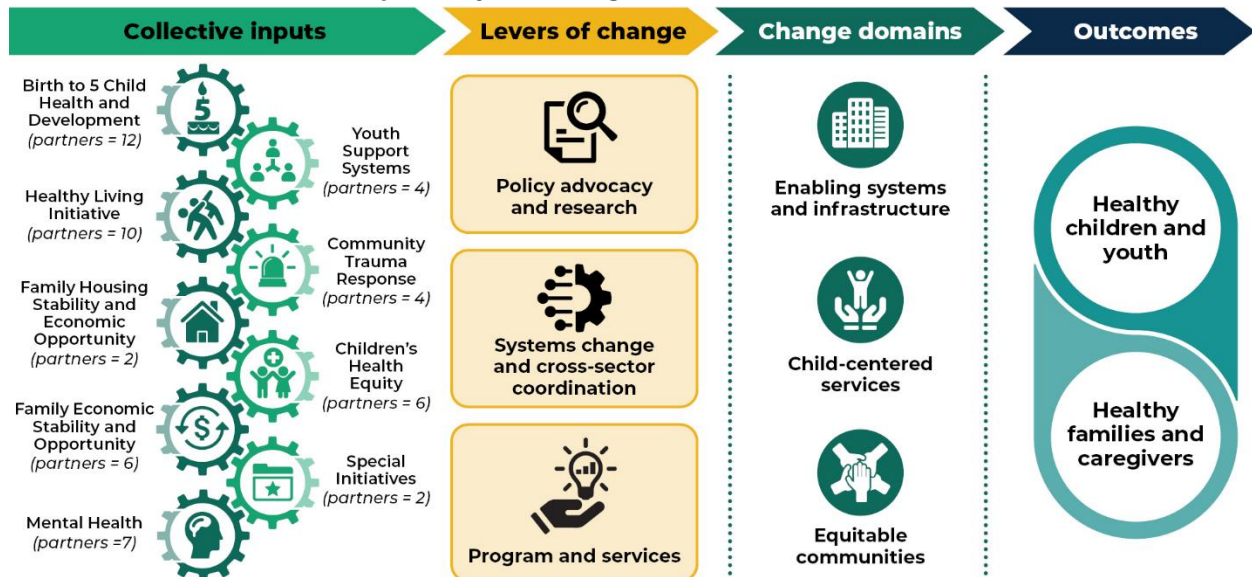 Collective inputs
Levers of change
Change domains
Outcomes
Birth to 5 Child
Health and
Development
(partners = 12)
5
Youth
Support
Systems
(partners = 4)
Healthy Living
Initiative
(partners = 10)
Community
Trauma
Response
(partners = 4)
Family Housing
Stability and
Economic
Opportunity
(partners = 2)
Children’s
Health
Equity
(partners = 6)
Family Economic
Stability and
Opportunity
(partners = 6)
$
Special
Initiatives
(partners = 2)
Mental Health
(partners =7)
Policy advocacy
and research
Systems change
and cross-sector
coordination
Program and services
Enabling systems
and infrastructure
Child-centered
services
Equitable
communities
Healthy
children and
youth
Healthy
families and
caregivers